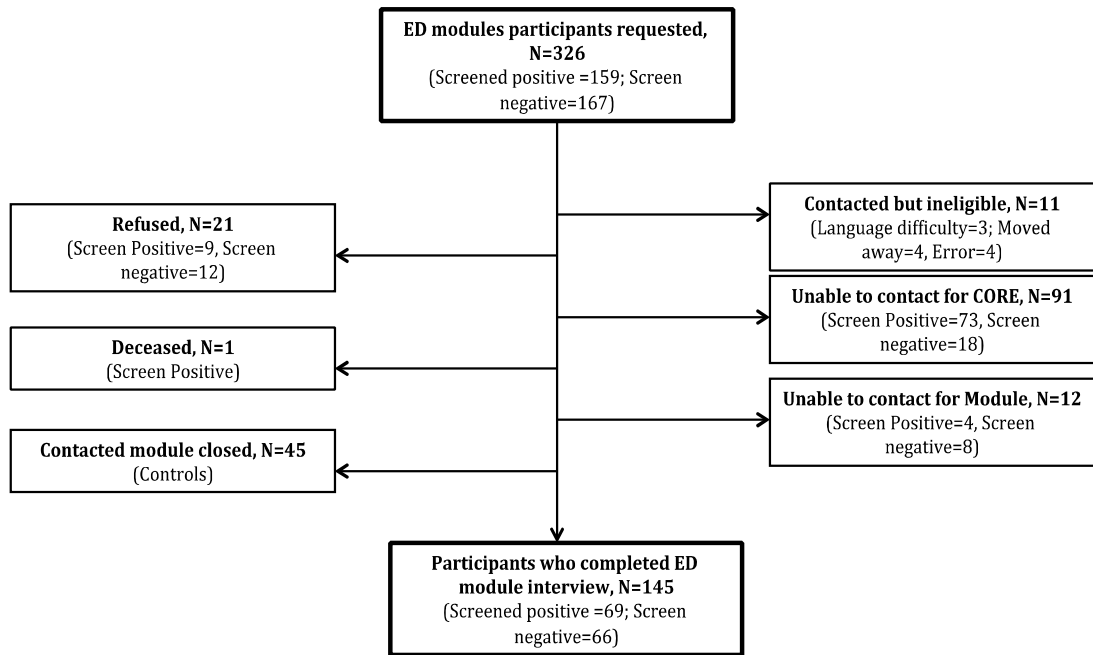 ED modules participants requested,
N=326
(Screened positive =159; Screen
negative=167)
Refused, N=21
(Screen Positive=9, Screen
negative=12)
Contacted but ineligible, N=11
(Language difficulty=3; Moved
away=4, Error=4)
Unable to contact for CORE, N=91
(Screen Positive=73, Screen
negative=18)
Deceased, N=1
(Screen Positive)
Unable to contact for Module, N=12
(Screen Positive=4, Screen
negative=8)
Contacted module closed, N=45
(Controls)
Participants who completed ED
module interview, N=145
(Screened positive =69; Screen
negative=66)